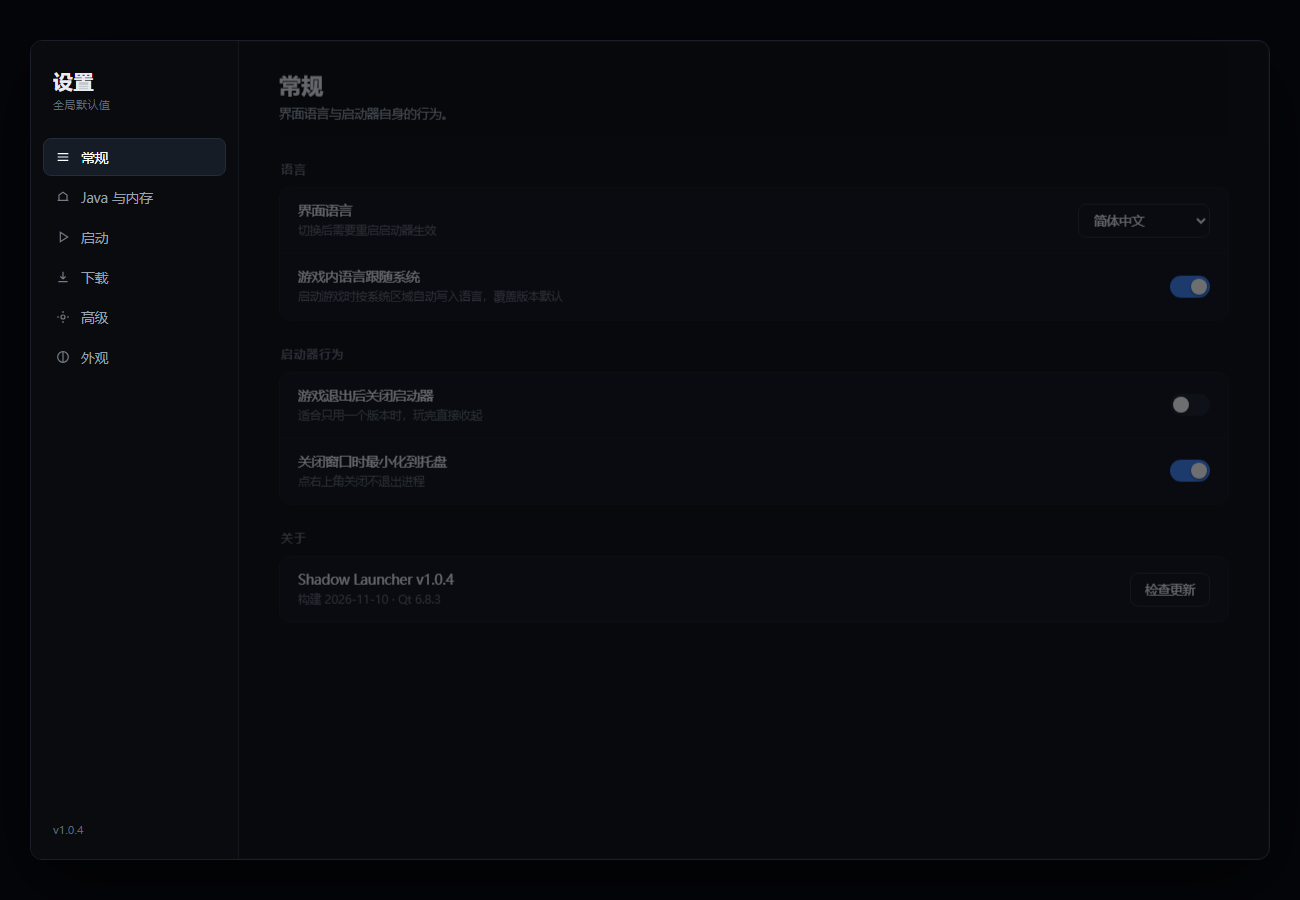 设置
全局默认值
常规
Java 与内存
启动
下载
高级
外观
v1.0.4
常规
界面语言与启动器自身的行为。
语言
界面语言
切换后需要重启启动器生效
简体中文
游戏内语言跟随系统
启动游戏时按系统区域自动写入语言，覆盖版本默认
启动器行为
游戏退出后关闭启动器
适合只用一个版本时，玩完直接收起
关闭窗口时最小化到托盘
点右上角关闭不退出进程
关于
Shadow Launcher v1.0.4
构建 2026-11-10 · Qt 6.8.3
检查更新